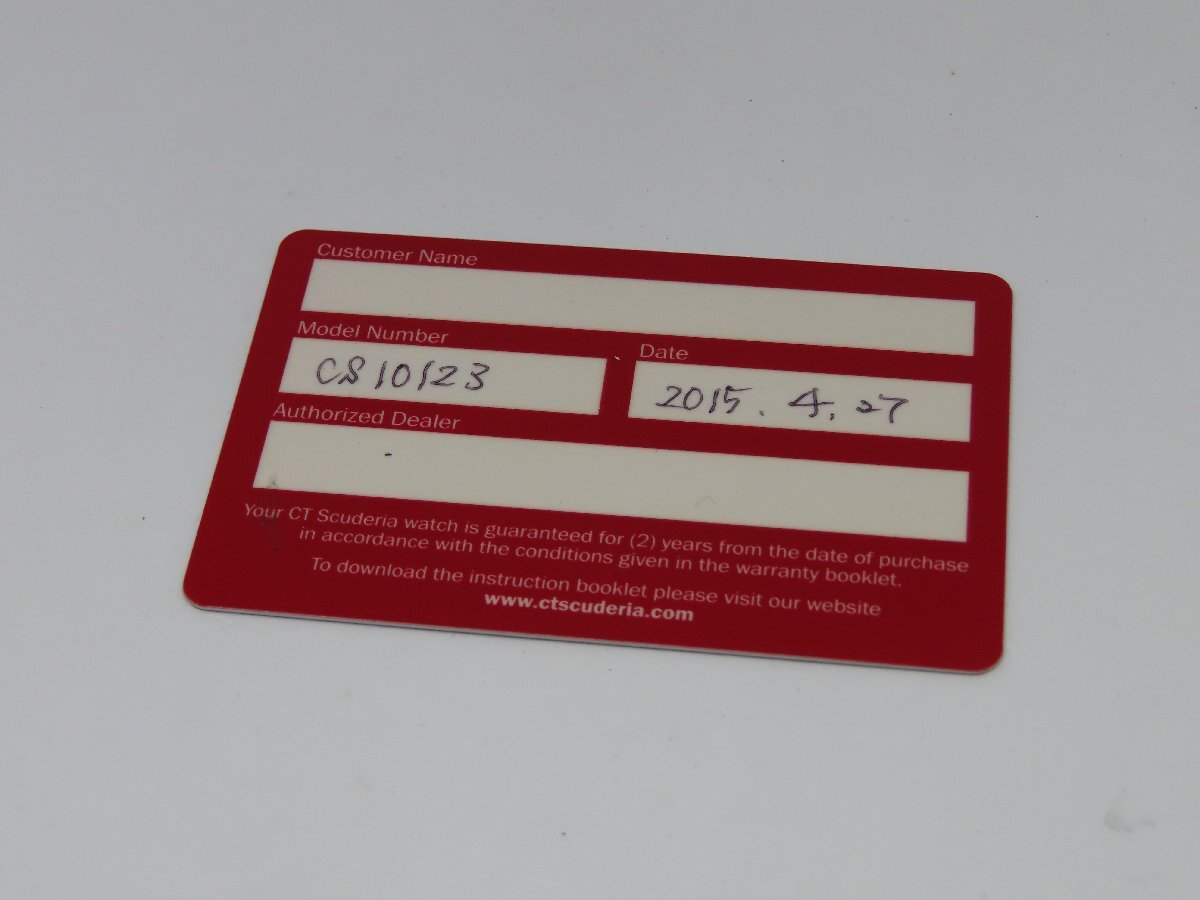 Customer Name
Model Number Date
CS10123 2015. 4. 27
Authorized Dealer
Your CT Scuderia watch is guaranteed for (2) years from the date of purchase
in accordance with the conditions given in the warranty booklet.
To download the instruction booklet please visit our website
www.ctscuderia.com